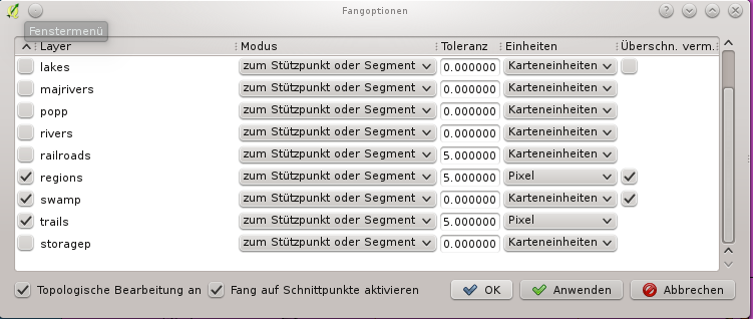 Fangoptionen
Fenstermenü
Layer Modus Toleranz Einheiten Überschn. verm.
lakes zum Stützpunkt oder Segment 0.000000 Karteneinheiten
majrivers zum Stützpunkt oder Segment 0.000000 Karteneinheiten
popp zum Stützpunkt oder Segment 0.000000 Karteneinheiten
rivers zum Stützpunkt oder Segment 0.000000 Karteneinheiten
railroads zum Stützpunkt oder Segment 5.000000 Karteneinheiten
regions zum Stützpunkt oder Segment 5.000000 Pixel
swamp zum Stützpunkt oder Segment 0.000000 Karteneinheiten
trails zum Stützpunkt oder Segment 5.000000 Pixel
storagep zum Stützpunkt oder Segment 0.000000 Karteneinheiten
Topologische Bearbeitung an Fang auf Schnittpunkte aktivieren OK Anwenden Abbrechen